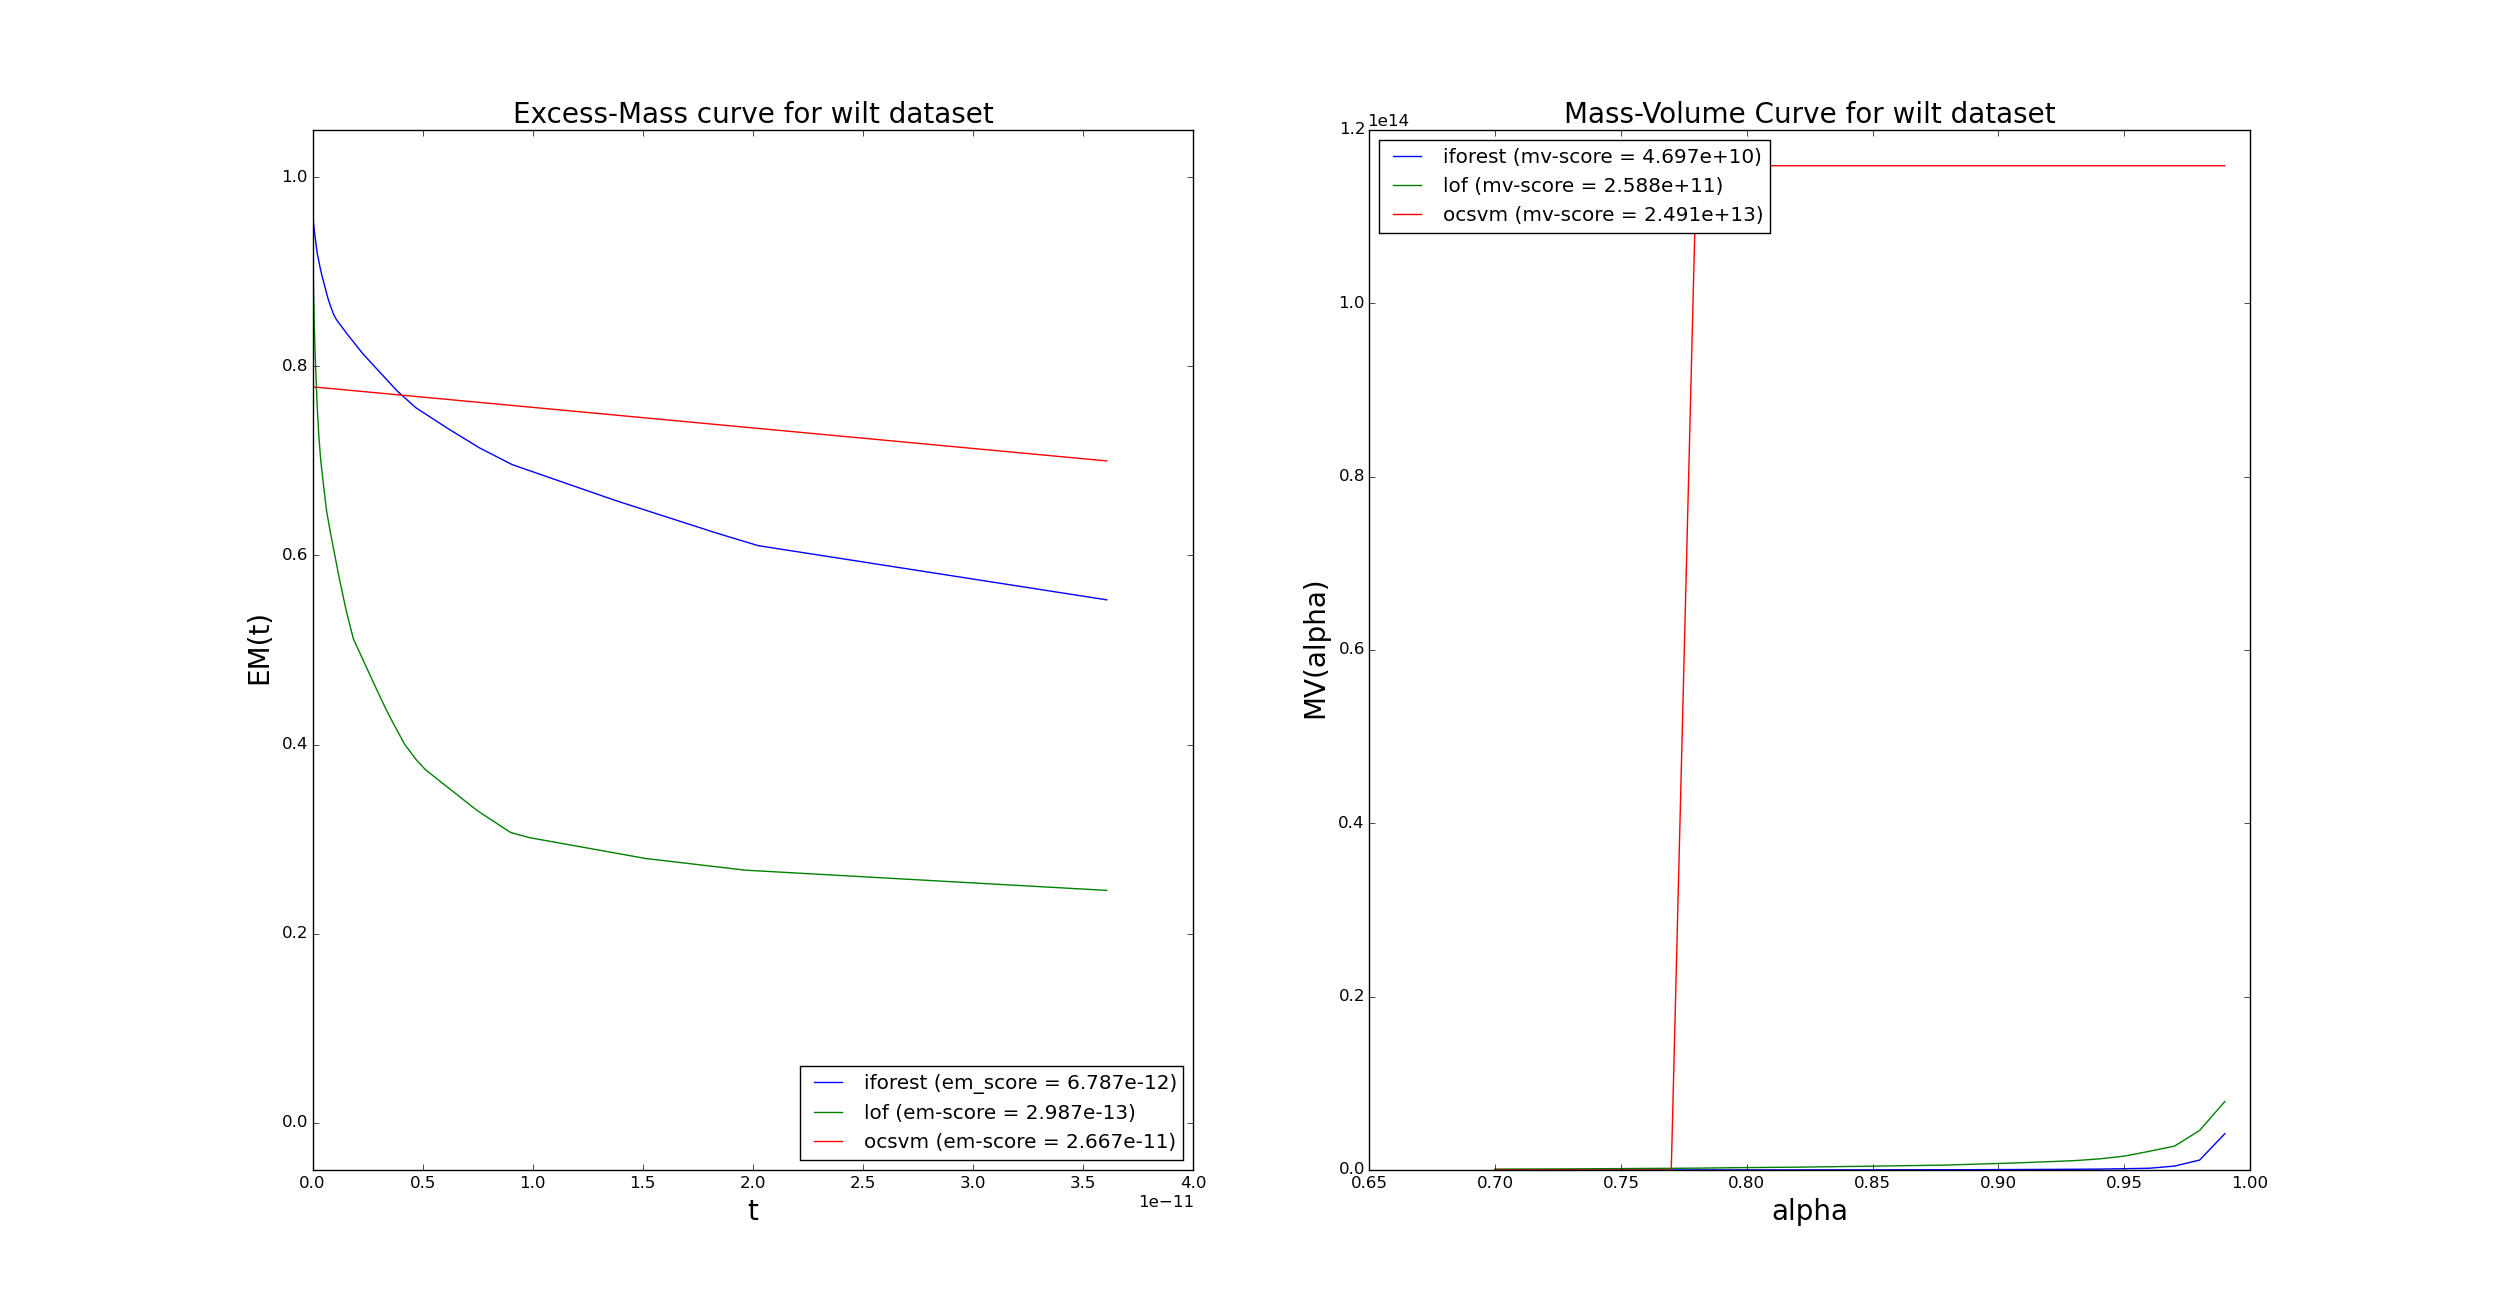 Excess-Mass curve for wilt dataset
EM(t)
1.0
0.8
0.6
0.4
0.2
0.0
0.0 0.5 1.0 1.5 2.0 2.5 3.0 3.5 4.0
1e−11
t
iforest (em_score = 6.787e-12)
lof (em-score = 2.987e-13)
ocsvm (em-score = 2.667e-11)
Mass-Volume Curve for wilt dataset
1e14
MV(alpha)
1.2
1.0
0.8
0.6
0.4
0.2
0.0
0.65 0.70 0.75 0.80 0.85 0.90 0.95 1.00
alpha
iforest (mv-score = 4.697e+10)
lof (mv-score = 2.588e+11)
ocsvm (mv-score = 2.491e+13)